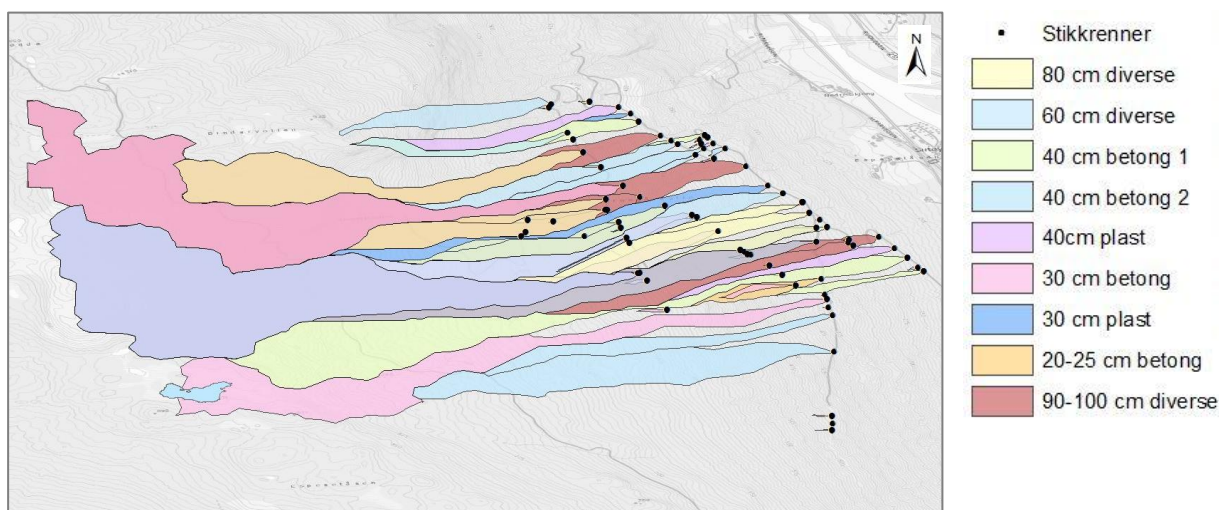 N
Stikkrenner
80 cm diverse
60 cm diverse
40 cm betong 1
40 cm betong 2
40cm plast
30 cm betong
30 cm plast
20-25 cm betong
90-100 cm diverse